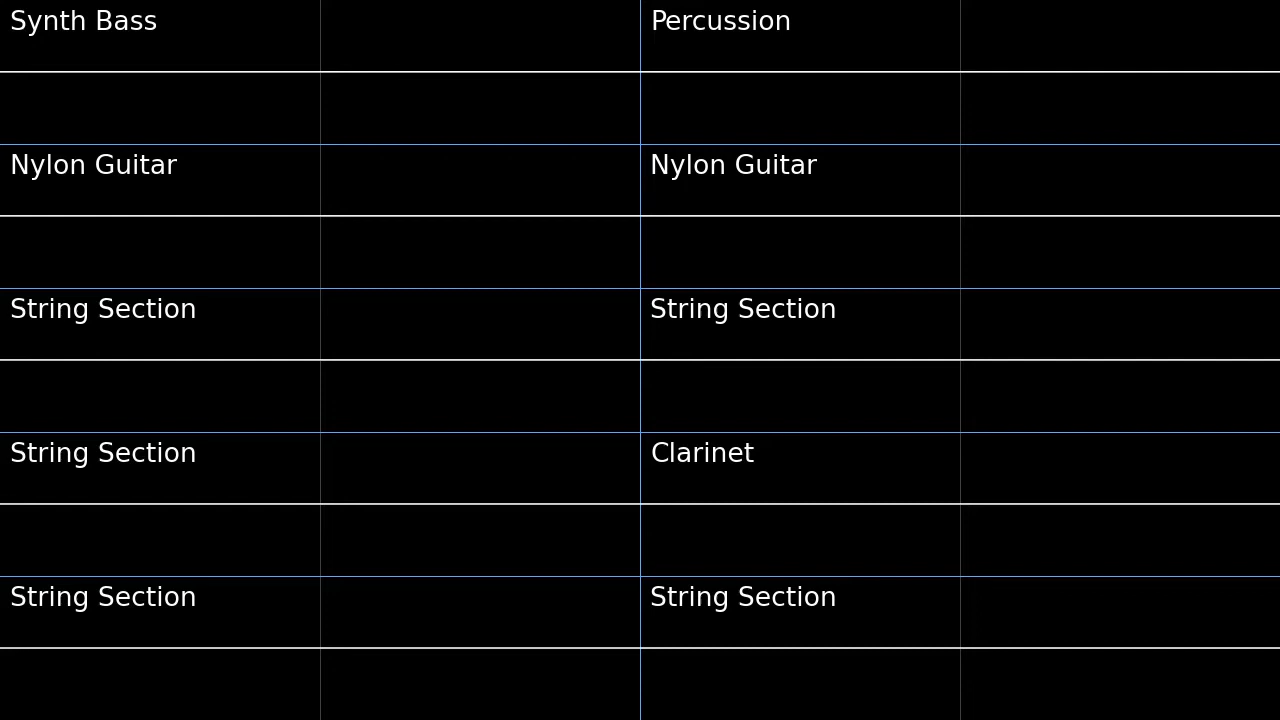 Synth Bass
Percussion
Nylon Guitar
Nylon Guitar
String Section
String Section
String Section
Clarinet
String Section
String Section